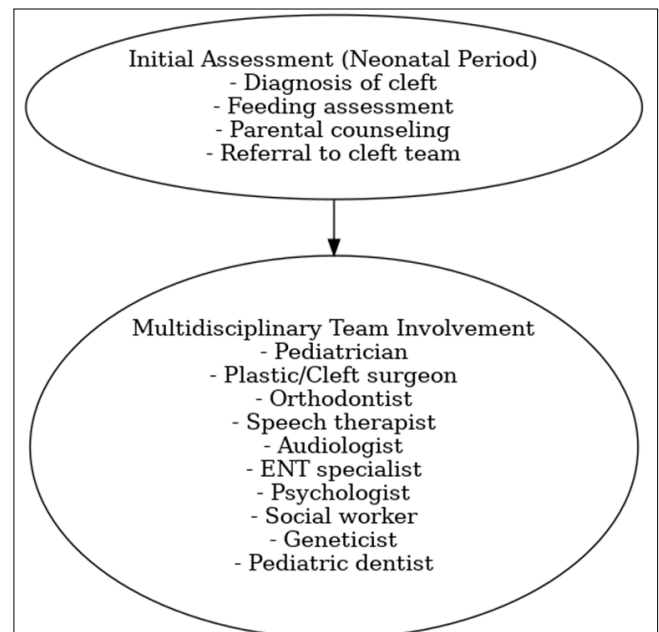 Initial Assessment (Neonatal Period)
- Diagnosis of cleft
- Feeding assessment
- Parental counseling
- Referral to cleft team
Multidisciplinary Team Involvement
- Pediatrician
- Plastic/Cleft surgeon
- Orthodontist
- Speech therapist
- Audiologist
- ENT specialist
- Psychologist
- Social worker
- Geneticist
- Pediatric dentist